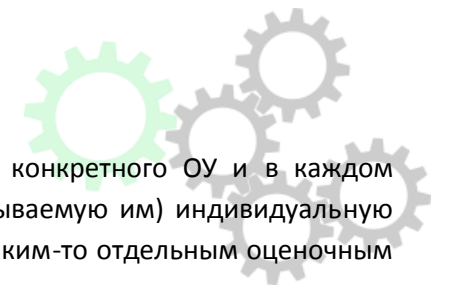 конкретного ОУ и в каждом
ываемую им) индивидуальную
ким-то отдельным оценочным